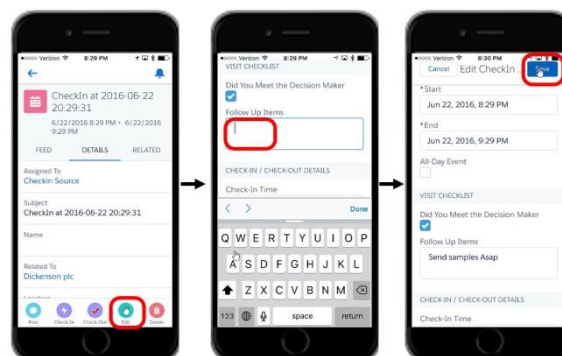 Verizon 8:29 PM
CheckIn at 2016-06-22
20:29:31
6/22/2016 8:29 PM • 6/22/2016
9:29 PM
FEED DETAILS RELATED
Assigned To
Checkin Source
Subject
CheckIn at 2016-06-22 20:29:31
Name
Related To
Dickenson plc
Location
Post Check In Check Out Edit Delete
Verizon 8:29 PM
VISIT CHECKLIST
Did You Meet the Decision Maker
Follow Up Items
CHECK-IN / CHECK-OUT DETAILS
Check-In Time
Done
Q W E R T Y U I O P
A S D F G H J K L
Z X C V B N M
123 space return
Verizon 8:30 PM
Cancel Edit CheckIn ... Save
*Start
Jun 22, 2016, 8:29 PM
*End
Jun 22, 2016, 9:29 PM
All-Day Event
VISIT CHECKLIST
Did You Meet the Decision Maker
Follow Up Items
Send samples Asap
CHECK-IN / CHECK-OUT DETAILS
Check-In Time